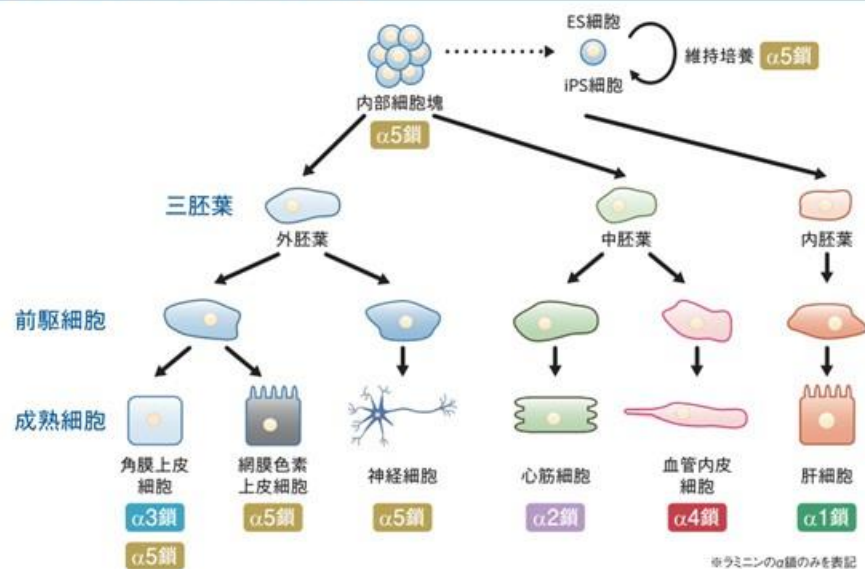 ES細胞
iPS細胞
維持培養 α5鎖
内部細胞塊
α5鎖
三胚葉
外胚葉
中胚葉
内胚葉
前駆細胞
成熟細胞
角膜上皮
細胞
α3鎖
α5鎖
網膜色素
上皮細胞
α5鎖
神経細胞
α5鎖
心筋細胞
α2鎖
血管内皮
細胞
α4鎖
肝細胞
α1鎖
※ラミニンのα鎖のみを表記